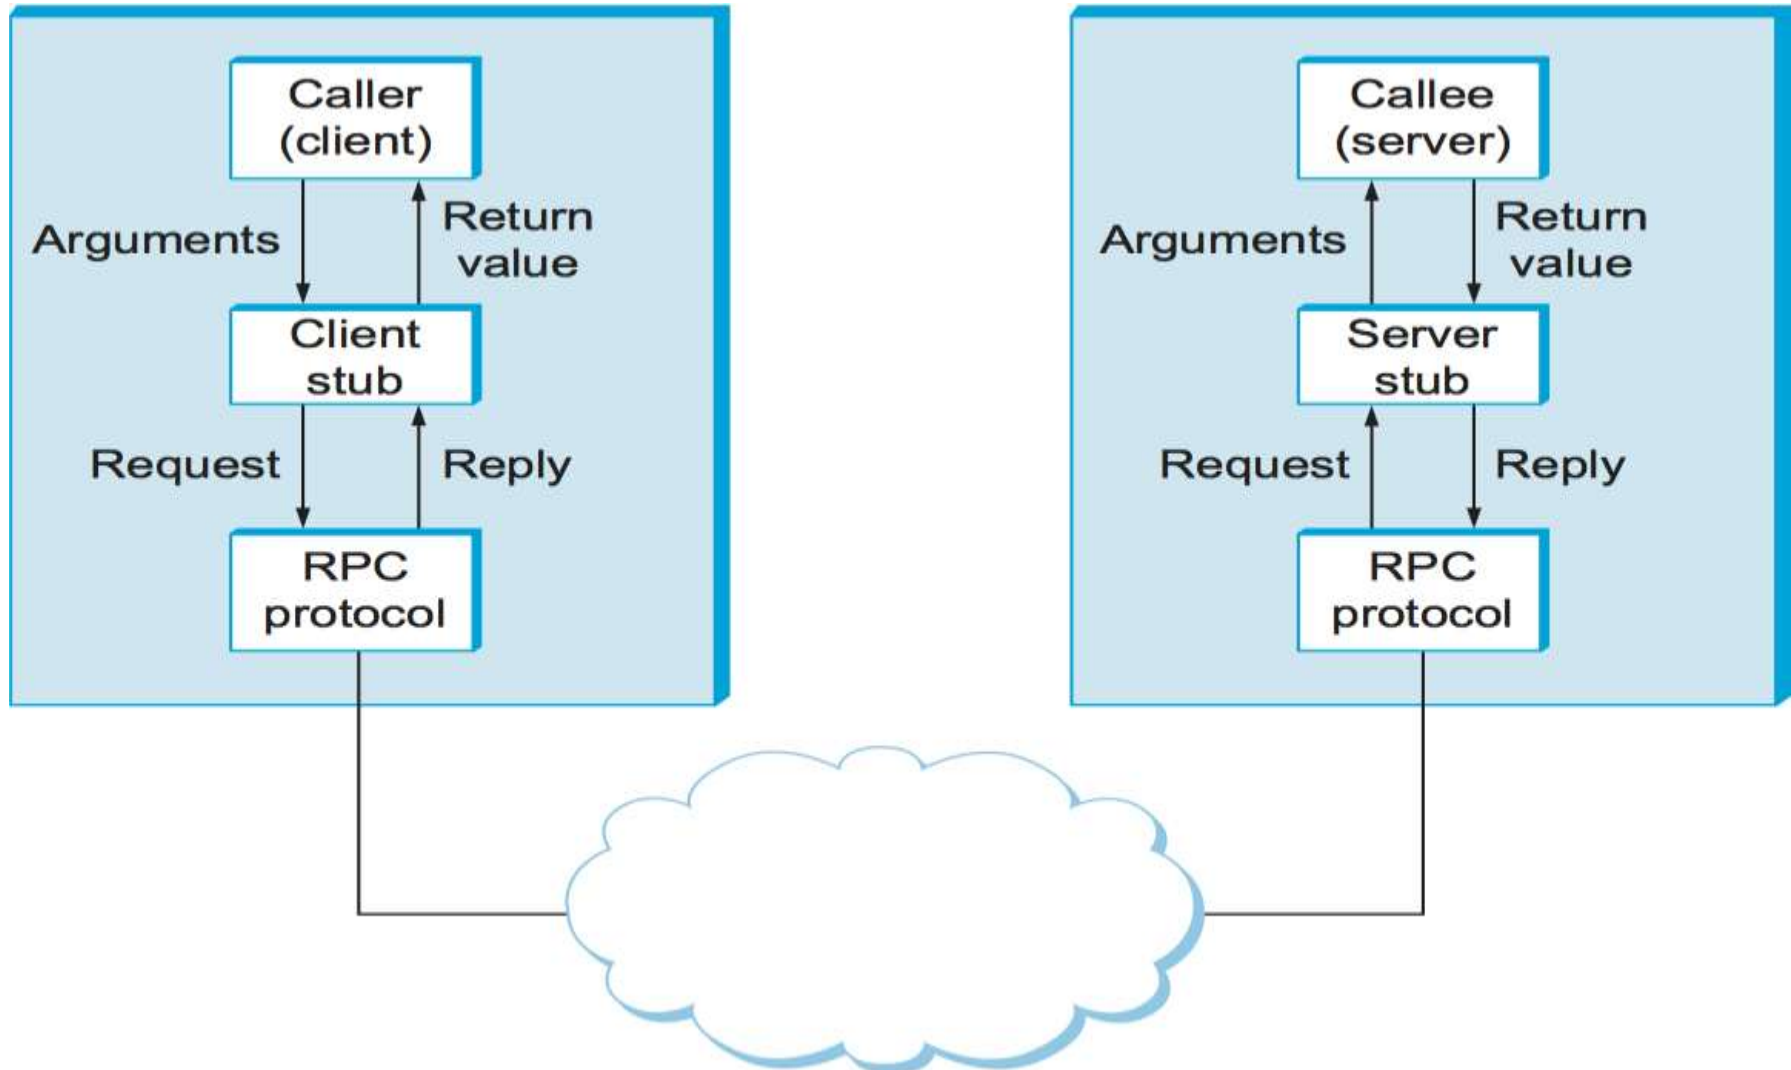 Caller
(client)
Arguments
Return
value
Client
stub
Request
Reply
RPC
protocol
Callee
(server)
Arguments
Return
value
Server
stub
Request
Reply
RPC
protocol